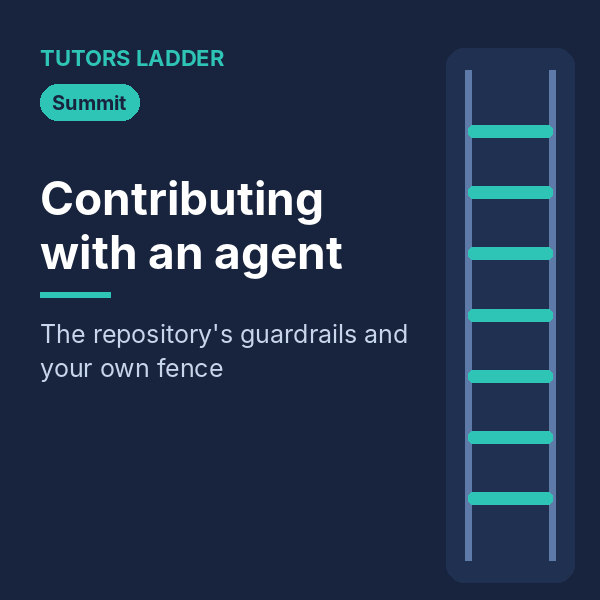 TUTORS LADDER
Summit
Contributing
with an agent
The repository's guardrails and
your own fence